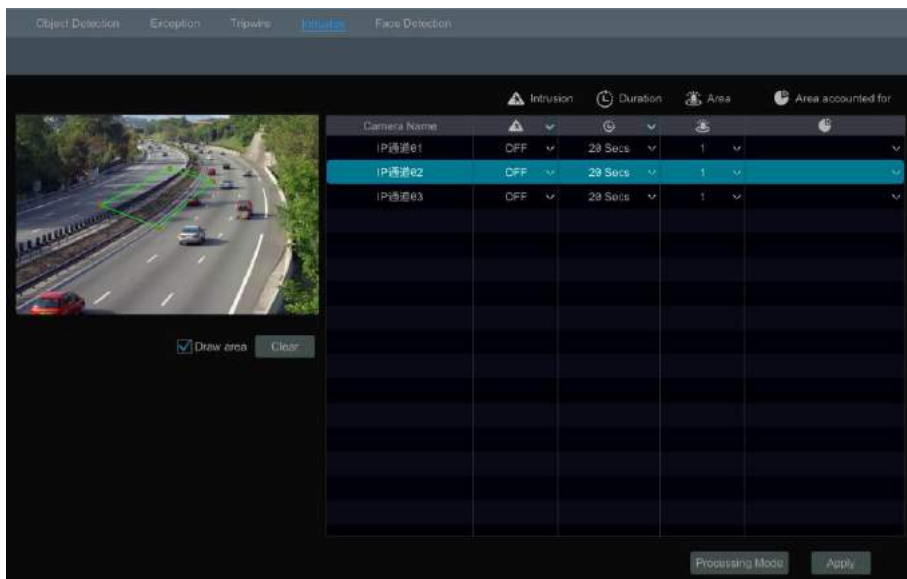 Object Detection Exception Tripwire Intrusion Face Detection
Intrusion Duration Area Area accounted for
Camera Name
IP通道01 OFF 20 Secs 1
IP通道02 OFF 20 Secs 1
IP通道03 OFF 20 Secs 1
Draw area Clear
Processing Mode Apply